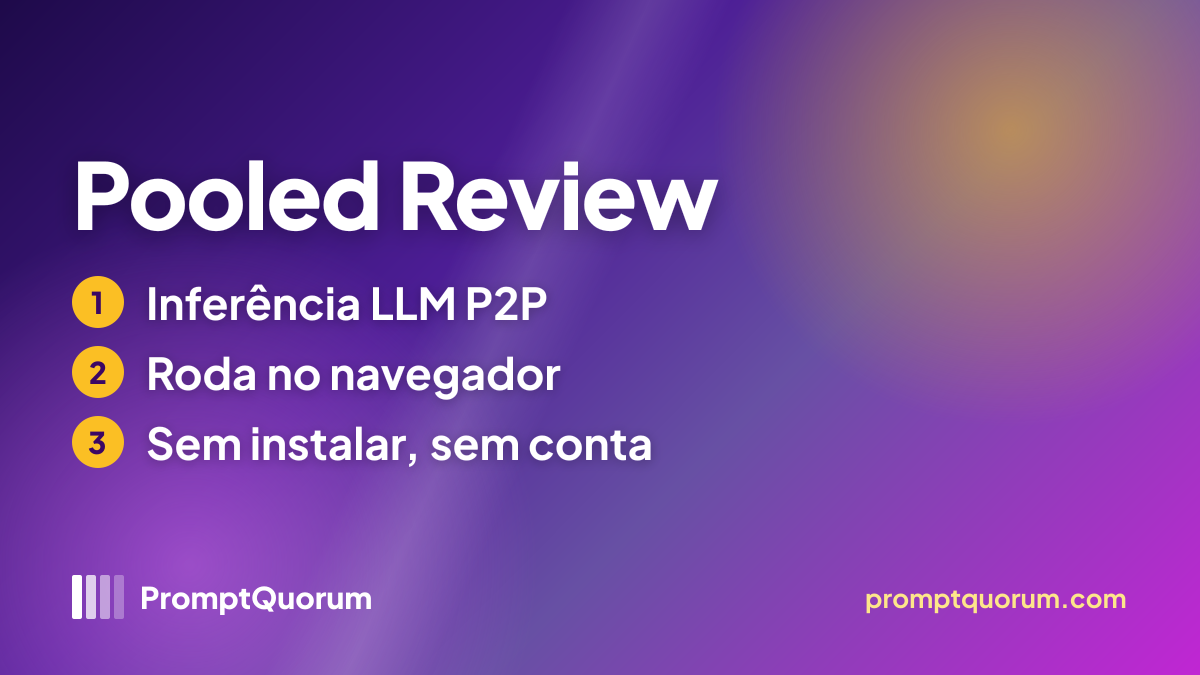 Pooled Review
1 Inferência LLM P2P
2 Roda no navegador
3 Sem instalar, sem conta
PromptQuorum
promptquorum.com